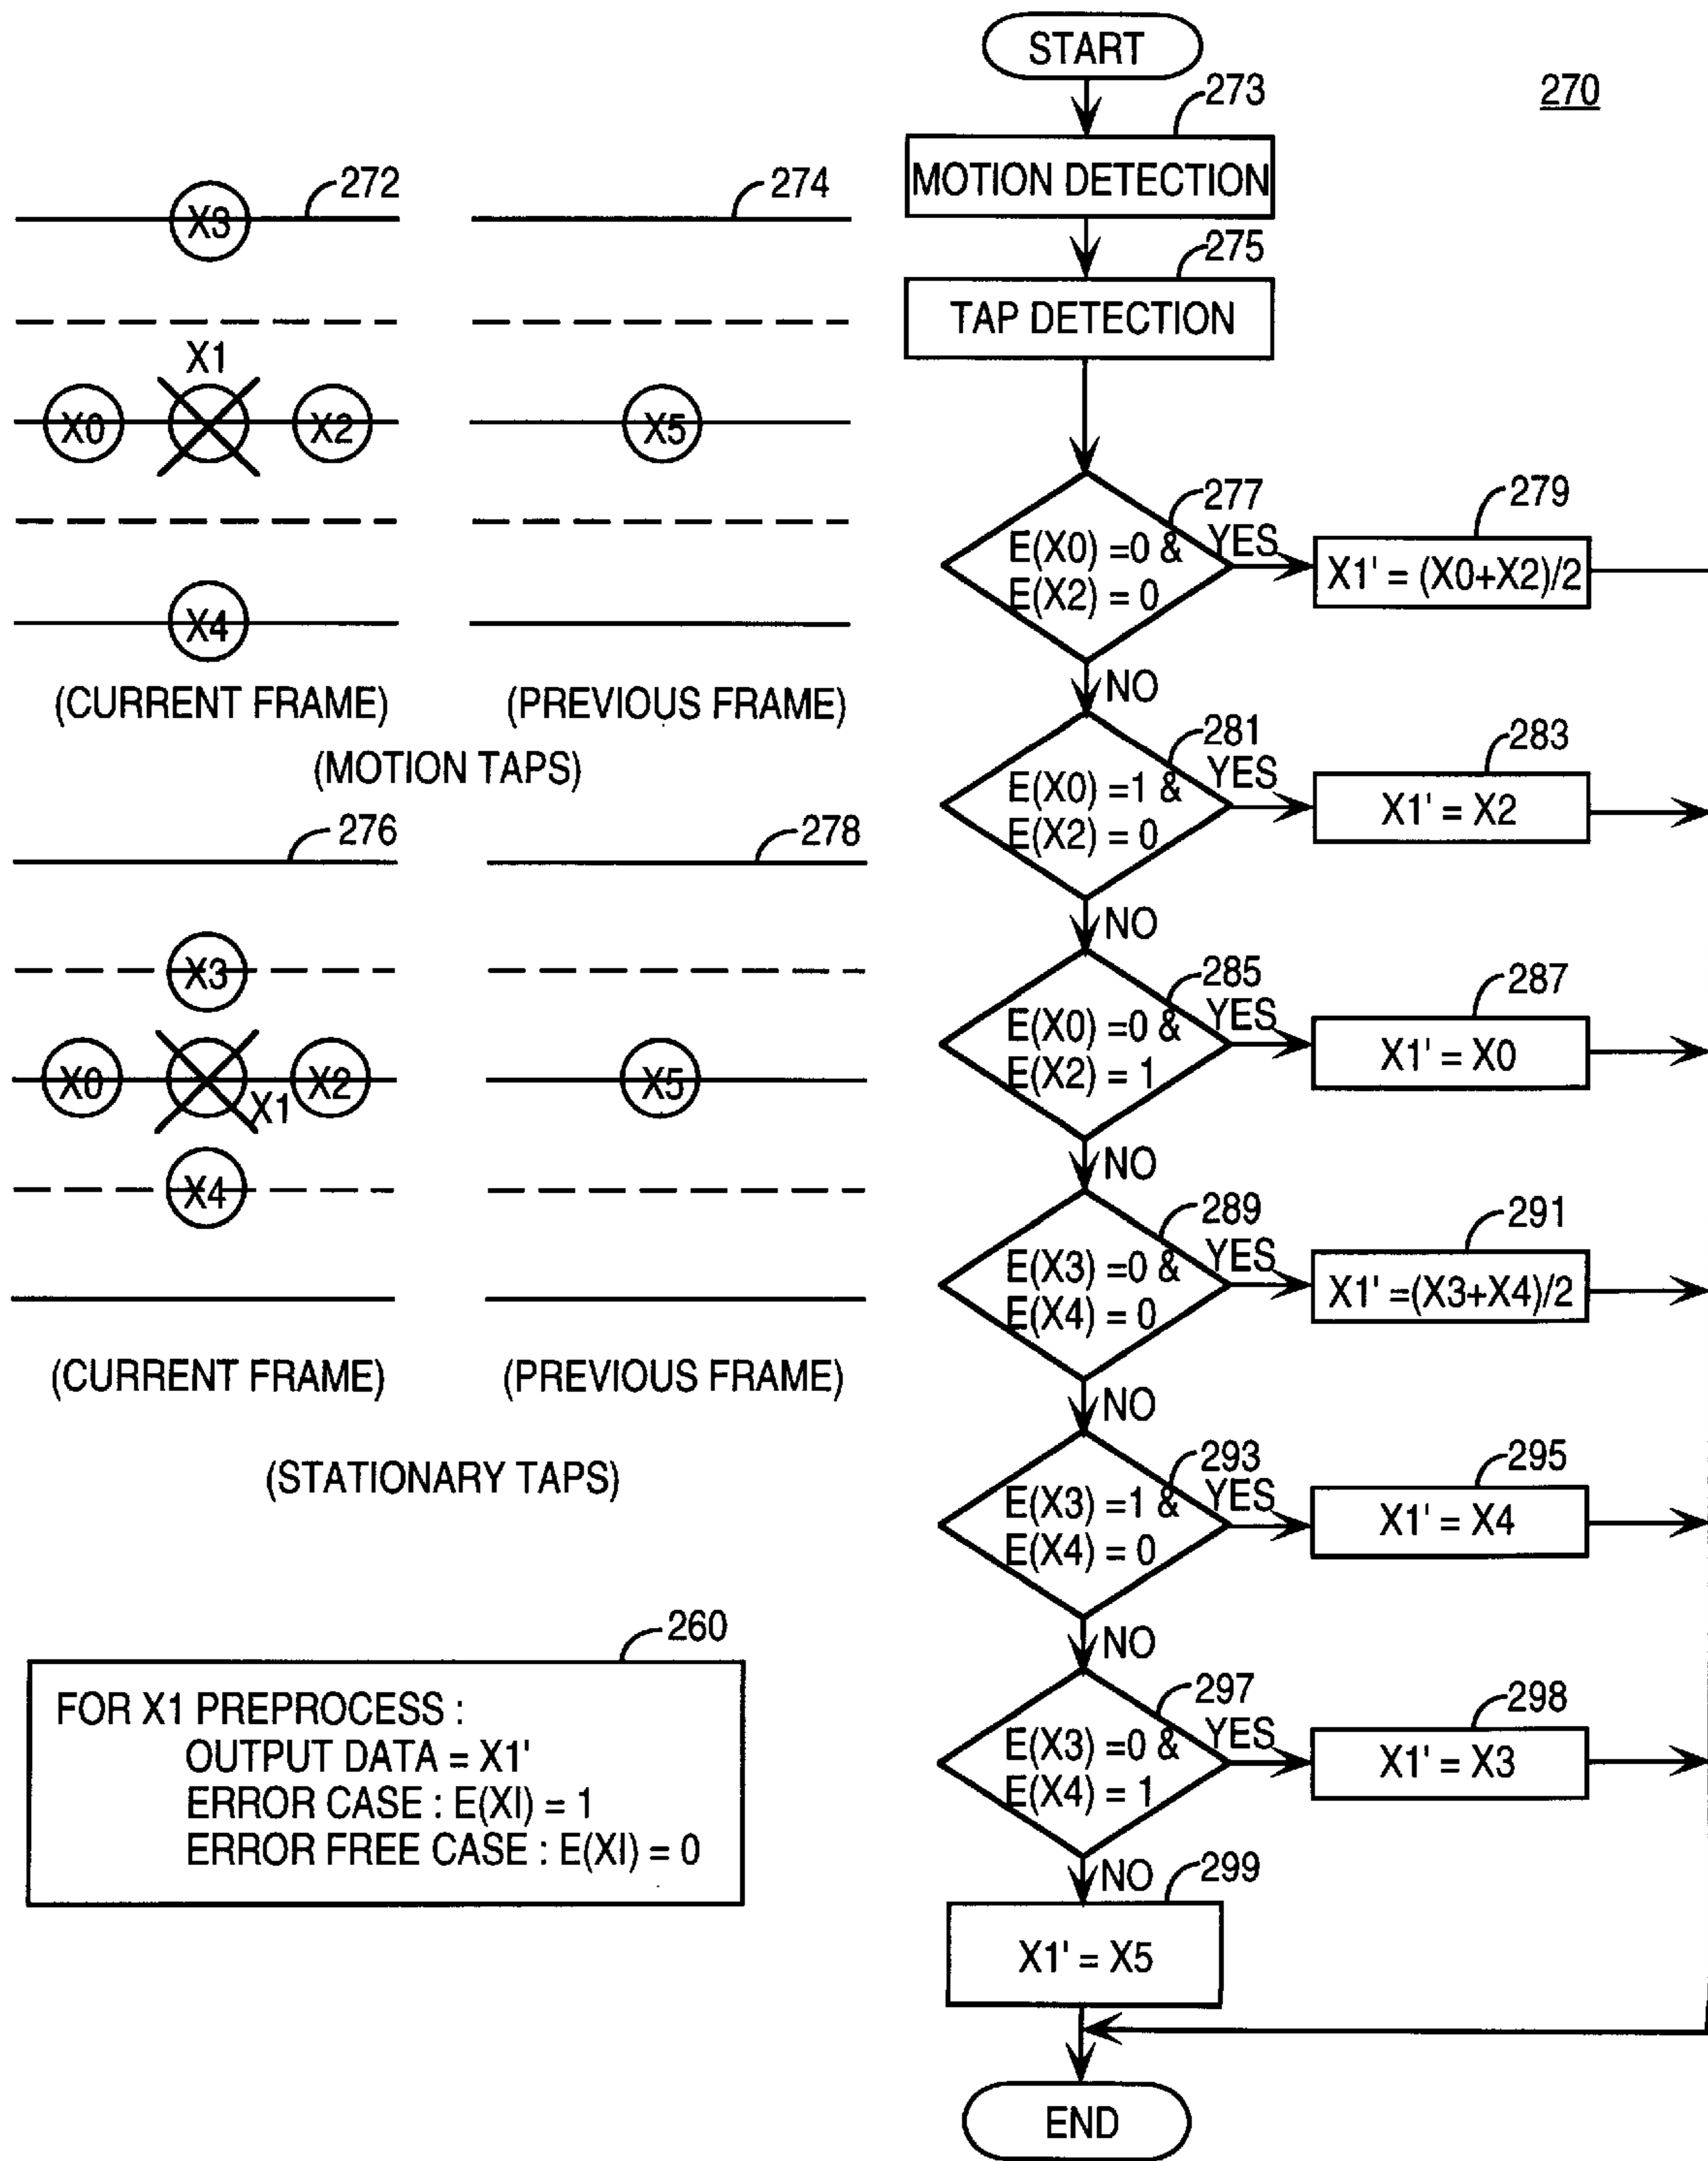 270
272
X3
X1
X0
X2
X4
(CURRENT FRAME)
274
X5
(PREVIOUS FRAME)
(MOTION TAPS)
276
X3
X0
X1
X2
X4
(CURRENT FRAME)
278
X5
(PREVIOUS FRAME)
(STATIONARY TAPS)
260
FOR X1 PREPROCESS :
OUTPUT DATA = X1'
ERROR CASE : E(XI) = 1
ERROR FREE CASE : E(XI) = 0
START
273
MOTION DETECTION
275
TAP DETECTION
277
E(X0) =0 &
E(X2) = 0
YES
279
X1' = (X0+X2)/2
NO
281
E(X0) =1 &
E(X2) = 0
YES
283
X1' = X2
NO
285
E(X0) =0 &
E(X2) = 1
YES
287
X1' = X0
NO
289
E(X3) =0 &
E(X4) = 0
YES
291
X1' =(X3+X4)/2
NO
293
E(X3) =1 &
E(X4) = 0
YES
295
X1' = X4
NO
297
E(X3) =0 &
E(X4) = 1
YES
298
X1' = X3
NO
299
X1' = X5
END